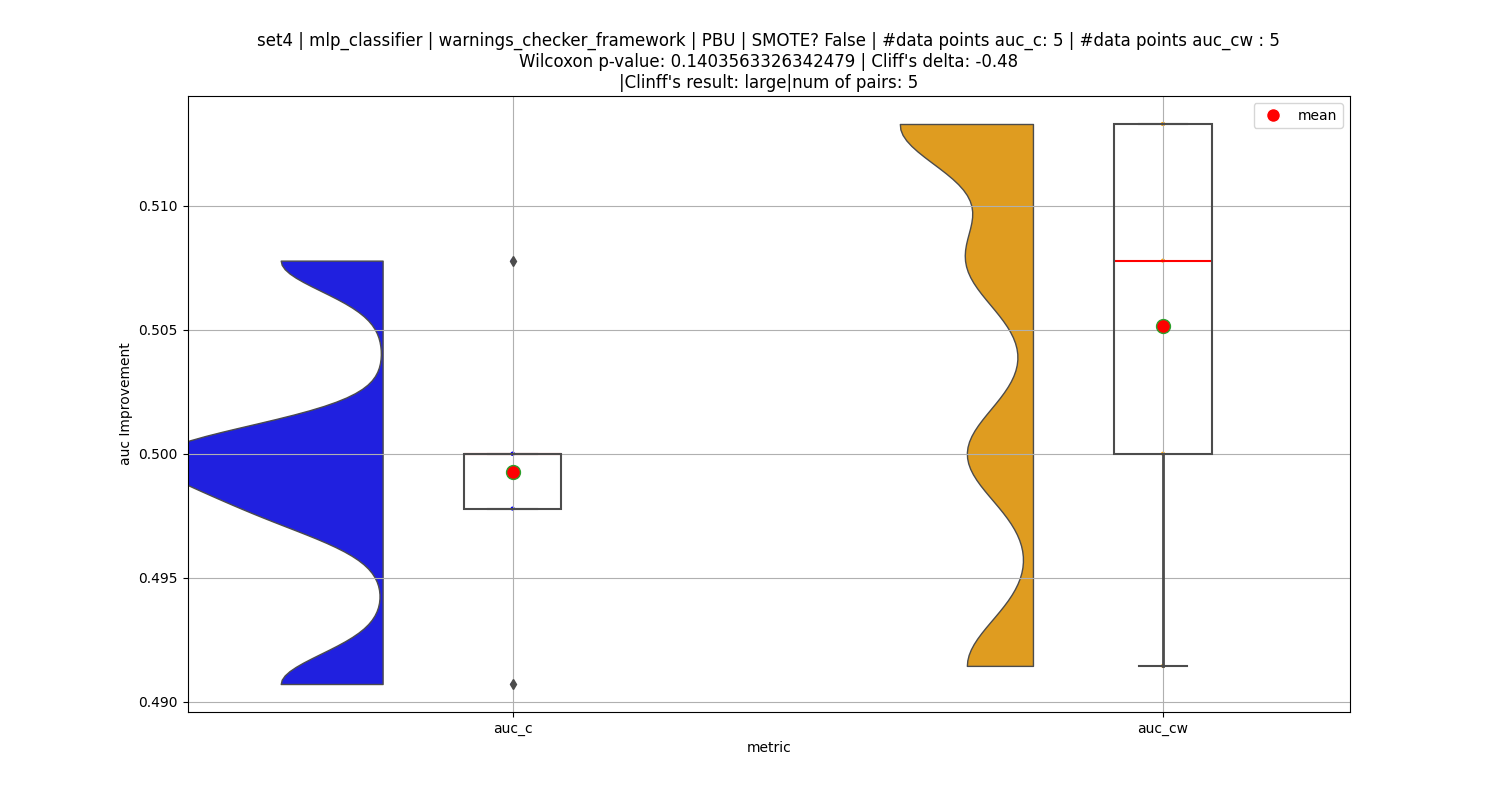 set4 | mlp_classifier | warnings_checker_framework | PBU | SMOTE? False | #data points auc_c: 5 | #data points auc_cw : 5
Wilcoxon p-value: 0.1403563326342479 | Cliff's delta: -0.48
|Clinff's result: large|num of pairs: 5
mean
0.510
0.505
0.500
0.495
0.490
auc Improvement
auc_c
auc_cw
metric